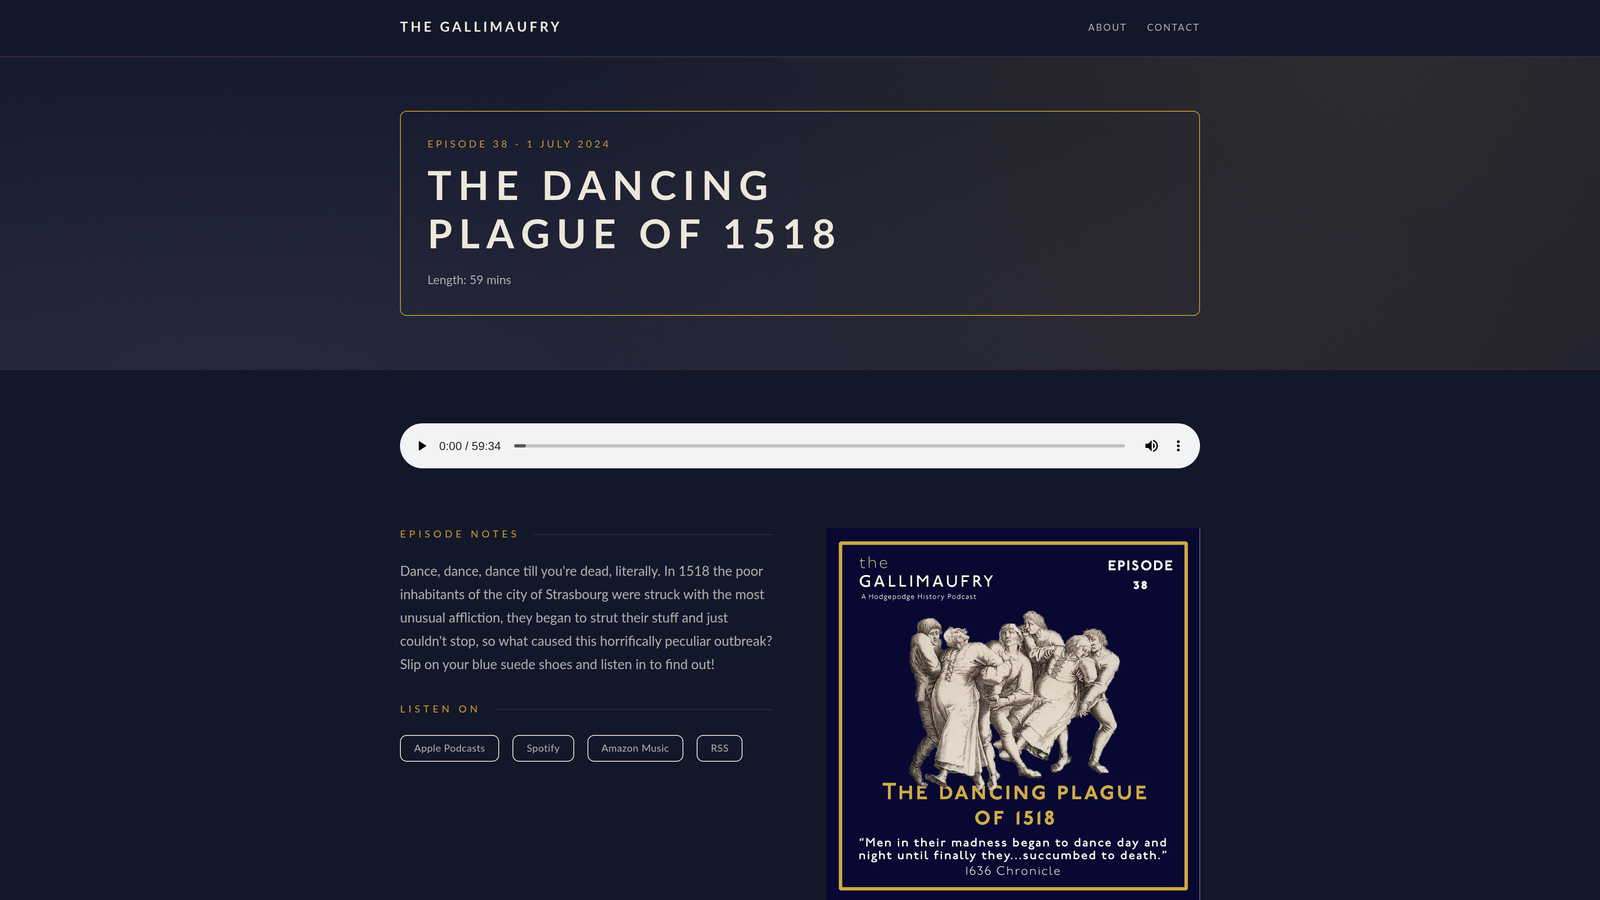 THE GALLIMAUFRY
ABOUT
CONTACT
EPISODE 38 - 1 JULY 2024
THE DANCING
PLAGUE OF 1518
Length: 59 mins
0:00 / 59:34
EPISODE NOTES
Dance, dance, dance till you're dead, literally. In 1518 the poor
inhabitants of the city of Strasbourg were struck with the most
unusual affliction, they began to strut their stuff and just
couldn't stop, so what caused this horrifically peculiar outbreak?
Slip on your blue suede shoes and listen in to find out!
LISTEN ON
Apple Podcasts
Spotify
Amazon Music
RSS
the
GALLIMAUFRY
A Hodgepodge History Podcast
EPISODE
38
THE DANCING PLAGUE
OF 1518
“Men in their madness began to dance day and
night until finally they...succumbed to death.”
1636 Chronicle